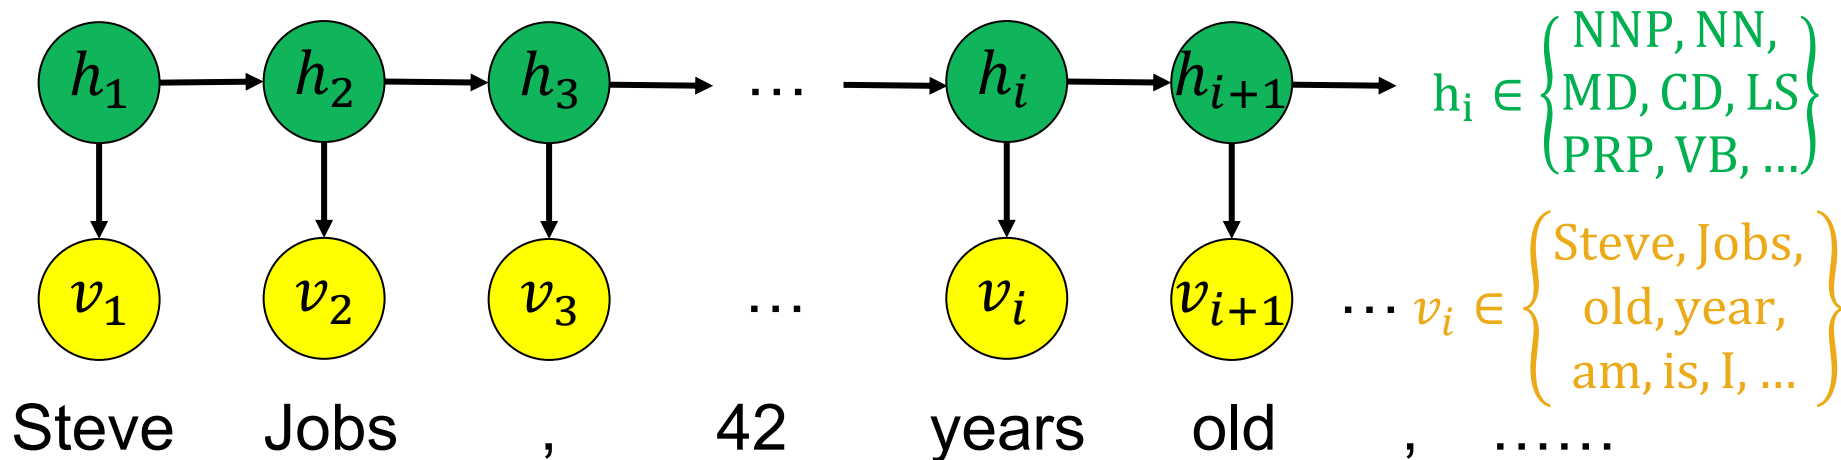 h₁ h₂ h₃ … hᵢ hᵢ₊₁ hᵢ ∈ { NNP, NN,
MD, CD, LS
PRP, VB, … }
v₁ v₂ v₃ … vᵢ vᵢ₊₁ … vᵢ ∈ { Steve, Jobs,
old, year,
am, is, I, … }
Steve Jobs , 42 years old , ……